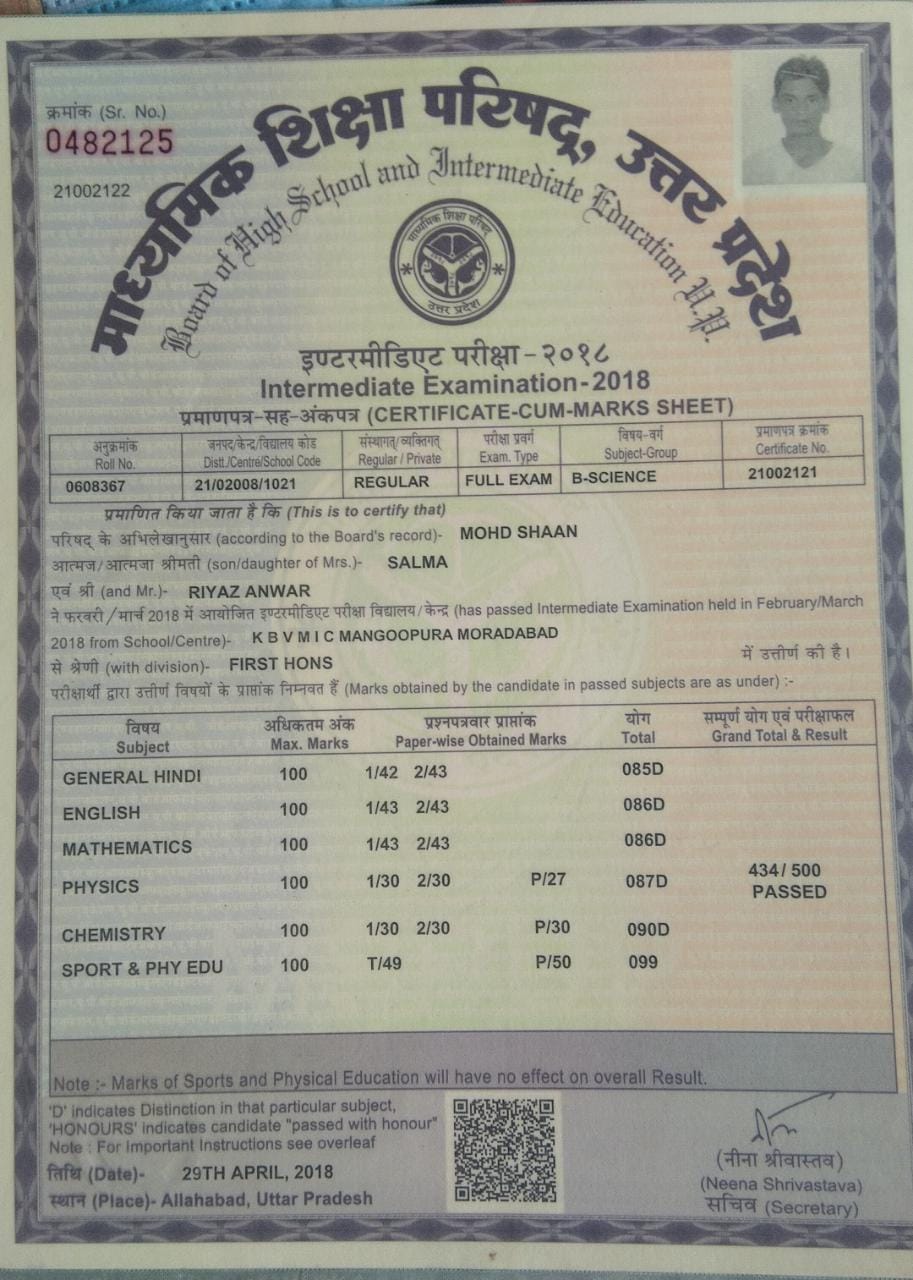 क्रमांक (Sr. No.)
0482125
21002122
माध्यमिक शिक्षा परिषद्, उत्तर प्रदेश
Board of High School and Intermediate Education U.P.
माध्यमिक शिक्षा परिषद्
उत्तर प्रदेश
इण्टरमीडिएट परीक्षा - २०१८
Intermediate Examination - 2018
प्रमाणपत्र-सह-अंकपत्र (CERTIFICATE-CUM-MARKS SHEET)
अनुक्रमांक जनपद/केन्द्र/विद्यालय कोड संस्थागत/व्यक्तिगत परीक्षा प्रवर्ग विषय-वर्ग प्रमाणपत्र क्रमांक
Roll No. Distt./Centre/School Code Regular / Private Exam. Type Subject-Group Certificate No.
0608367 21/02008/1021 REGULAR FULL EXAM B-SCIENCE 21002121
प्रमाणित किया जाता है कि (This is to certify that)
परिषद् के अभिलेखानुसार (according to the Board's record)- MOHD SHAAN
आत्मज/आत्मजा श्रीमती (son/daughter of Mrs.)- SALMA
एवं श्री (and Mr.)- RIYAZ ANWAR
ने फरवरी/मार्च 2018 में आयोजित इण्टरमीडिएट परीक्षा विद्यालय/केन्द्र (has passed Intermediate Examination held in February/March
2018 from School/Centre)- K B V M I C MANGOOPURA MORADABAD
से श्रेणी (with division)- FIRST HONS में उत्तीर्ण की है।
परीक्षार्थी द्वारा उत्तीर्ण विषयों के प्राप्तांक निम्नवत हैं (Marks obtained by the candidate in passed subjects are as under) :-
विषय अधिकतम अंक प्रश्नपत्रवार प्राप्तांक योग सम्पूर्ण योग एवं परीक्षाफल
Subject Max. Marks Paper-wise Obtained Marks Total Grand Total & Result
GENERAL HINDI 100 1/42 2/43 085D
ENGLISH 100 1/43 2/43 086D
MATHEMATICS 100 1/43 2/43 086D
PHYSICS 100 1/30 2/30 P/27 087D 434/ 500
PASSED
CHEMISTRY 100 1/30 2/30 P/30 090D
SPORT & PHY EDU 100 T/49 P/50 099
Note :- Marks of Sports and Physical Education will have no effect on overall Result.
'D' indicates Distinction in that particular subject,
'HONOURS' indicates candidate "passed with honour"
Note : For Important Instructions see overleaf
तिथि (Date)- 29TH APRIL, 2018
स्थान (Place)- Allahabad, Uttar Pradesh
(नीना श्रीवास्तव)
(Neena Shrivastava)
सचिव (Secretary)